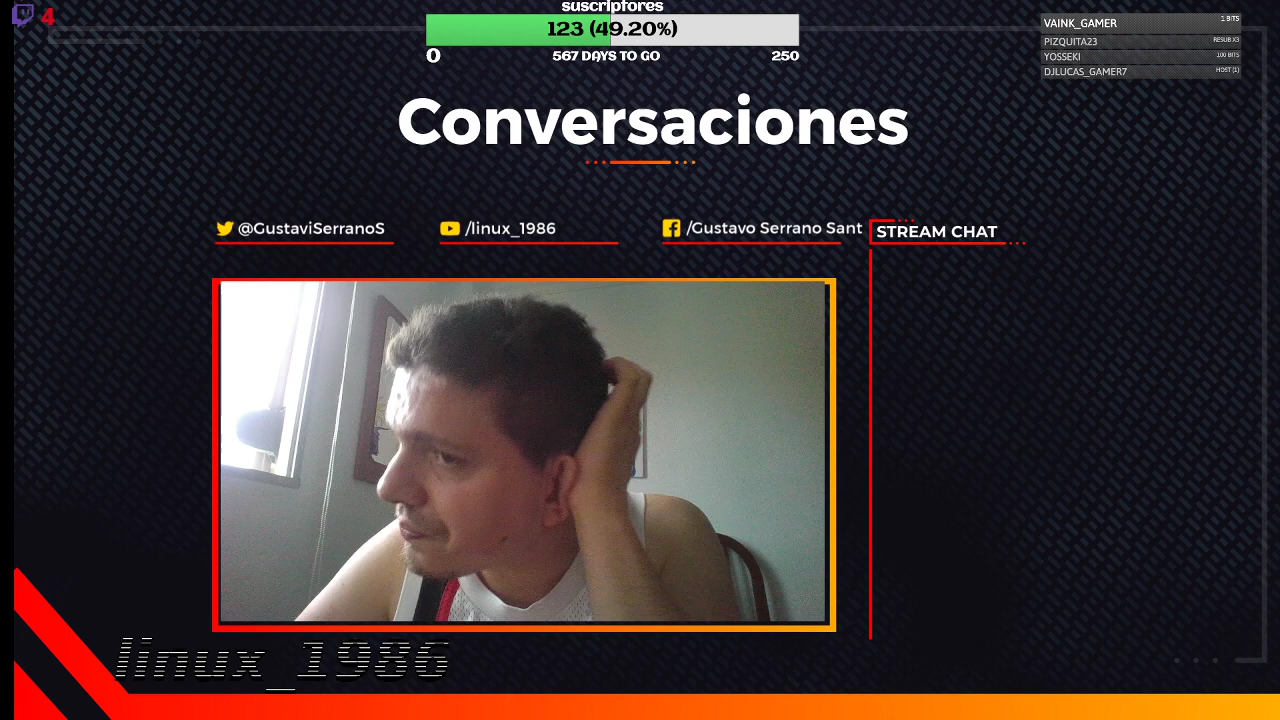 4
suscriptores
123 (49.20%)
0
567 DAYS TO GO
250
VAINK_GAMER
1 BITS
PIZQUITA23
RESUB X3
YOSSEKI
100 BITS
DJLUCAS_GAMER7
HOST (1)
Conversaciones
@GustaviSerranoS
/linux_1986
/Gustavo Serrano Sant
STREAM CHAT
linux_1986